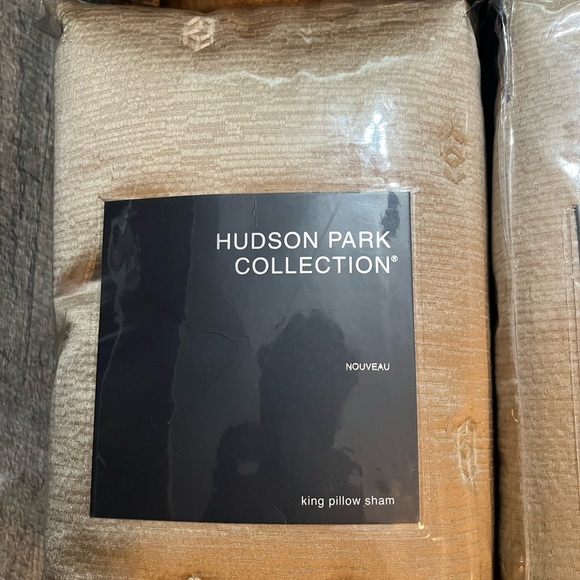 HUDSON PARK
COLLECTION®
NOUVEAU
king pillow sham